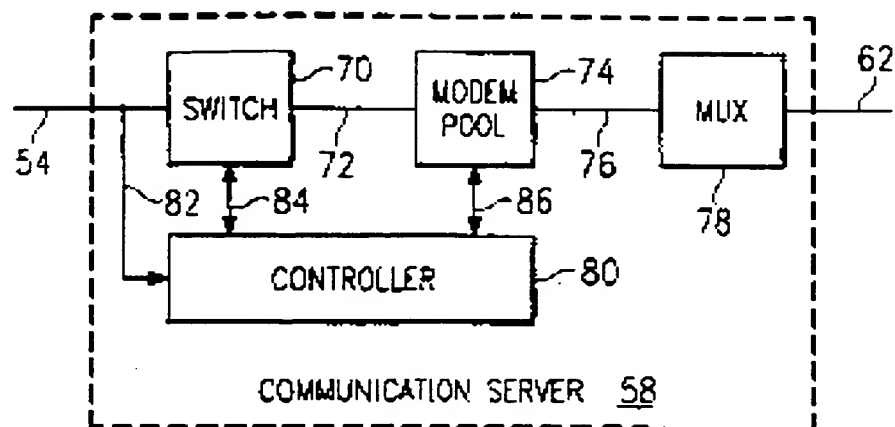 70
74
62
SWITCH
MODEM
POOL
MUX
54
72
76
82
84
86
78
CONTROLLER
80
COMMUNICATION SERVER 58